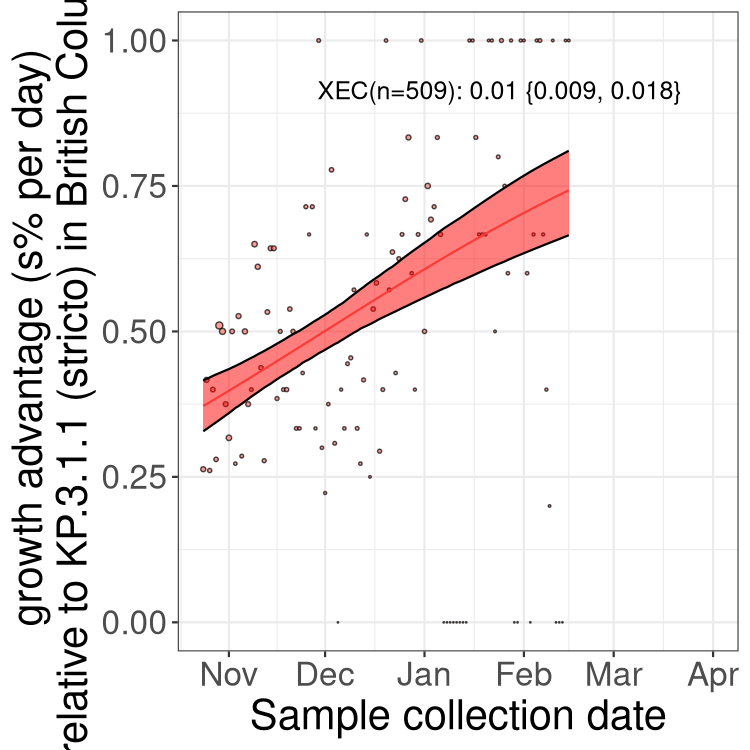 growth advantage (s% per day)
relative to KP.3.1.1 (stricto) in British Colu
1.00
0.75
0.50
0.25
0.00
XEC(n=509): 0.01 {0.009, 0.018}
Nov Dec Jan Feb Mar Apr
Sample collection date